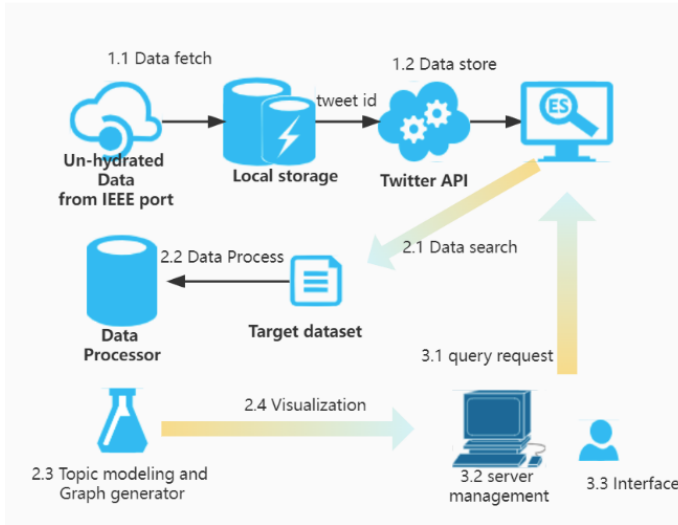 1.1 Data fetch
1.2 Data store
tweet id
ES
Un-hydrated
Data
from IEEE port
Local storage
Twitter API
2.1 Data search
2.2 Data Process
Target dataset
Data
Processor
3.1 query request
2.4 Visualization
2.3 Topic modeling and
Graph generator
3.2 server
management
3.3 Interface